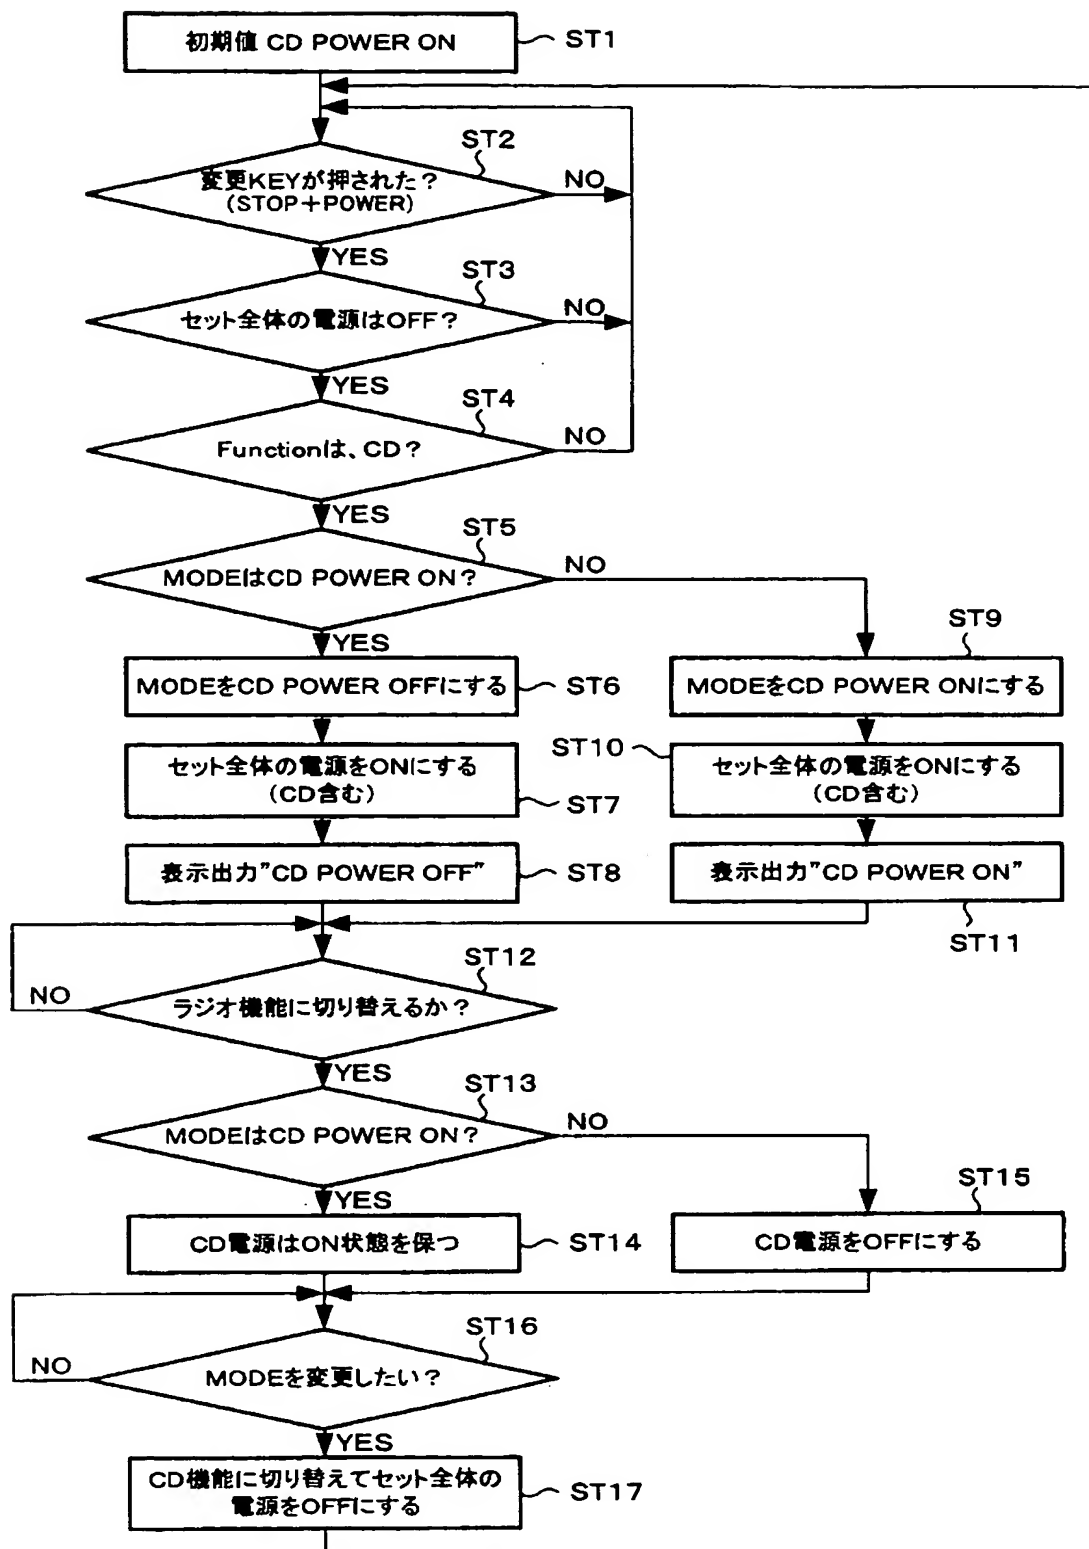 初期値 CD POWER ON
ST1
ST2
変更KEYが押された？
(STOP＋POWER)
NO
YES
ST3
セット全体の電源はOFF？
NO
YES
ST4
Functionは、CD？
NO
YES
ST5
MODEはCD POWER ON？
NO
YES
ST9
MODEをCD POWER OFFにする
ST6
MODEをCD POWER ONにする
セット全体の電源をONにする
(CD含む)
ST7
ST10
セット全体の電源をONにする
(CD含む)
表示出力"CD POWER OFF"
ST8
表示出力"CD POWER ON"
ST11
ST12
ラジオ機能に切り替えるか？
NO
YES
ST13
MODEはCD POWER ON？
NO
YES
ST15
CD電源はON状態を保つ
ST14
CD電源をOFFにする
ST16
MODEを変更したい？
NO
YES
CD機能に切り替えてセット全体の
電源をOFFにする
ST17